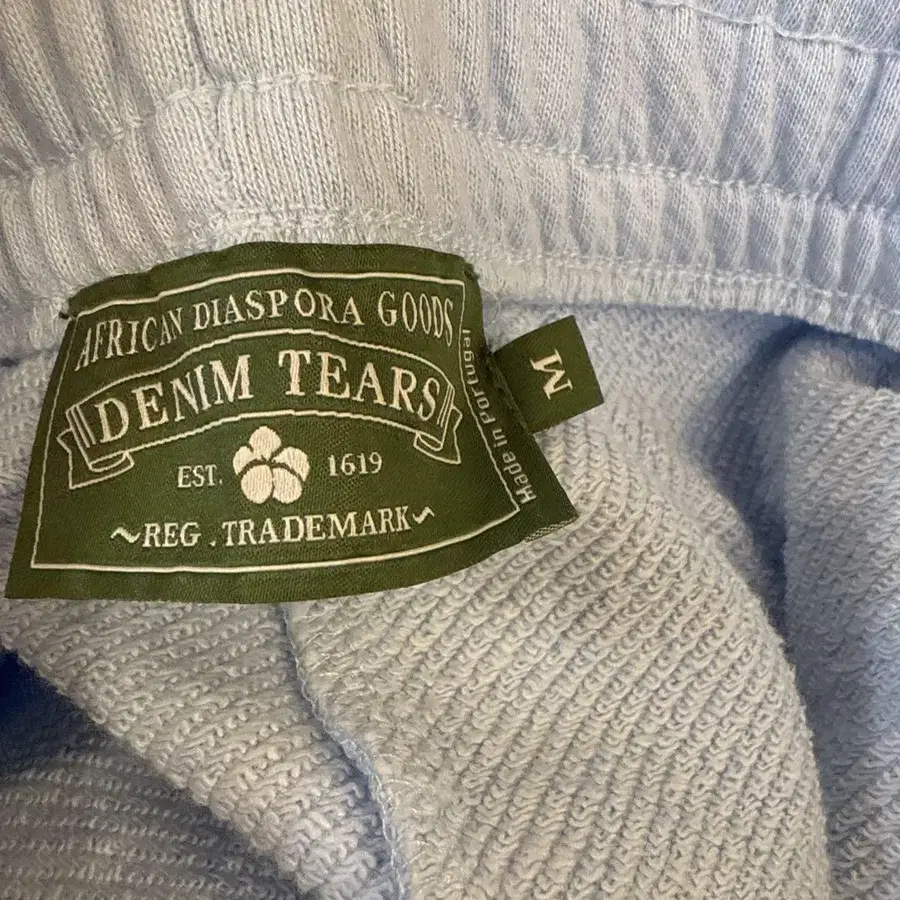 AFRICAN DIASPORA GOODS
DENIM TEARS
EST. 1619
~REG . TRADEMARK~
Made in Portugal
M